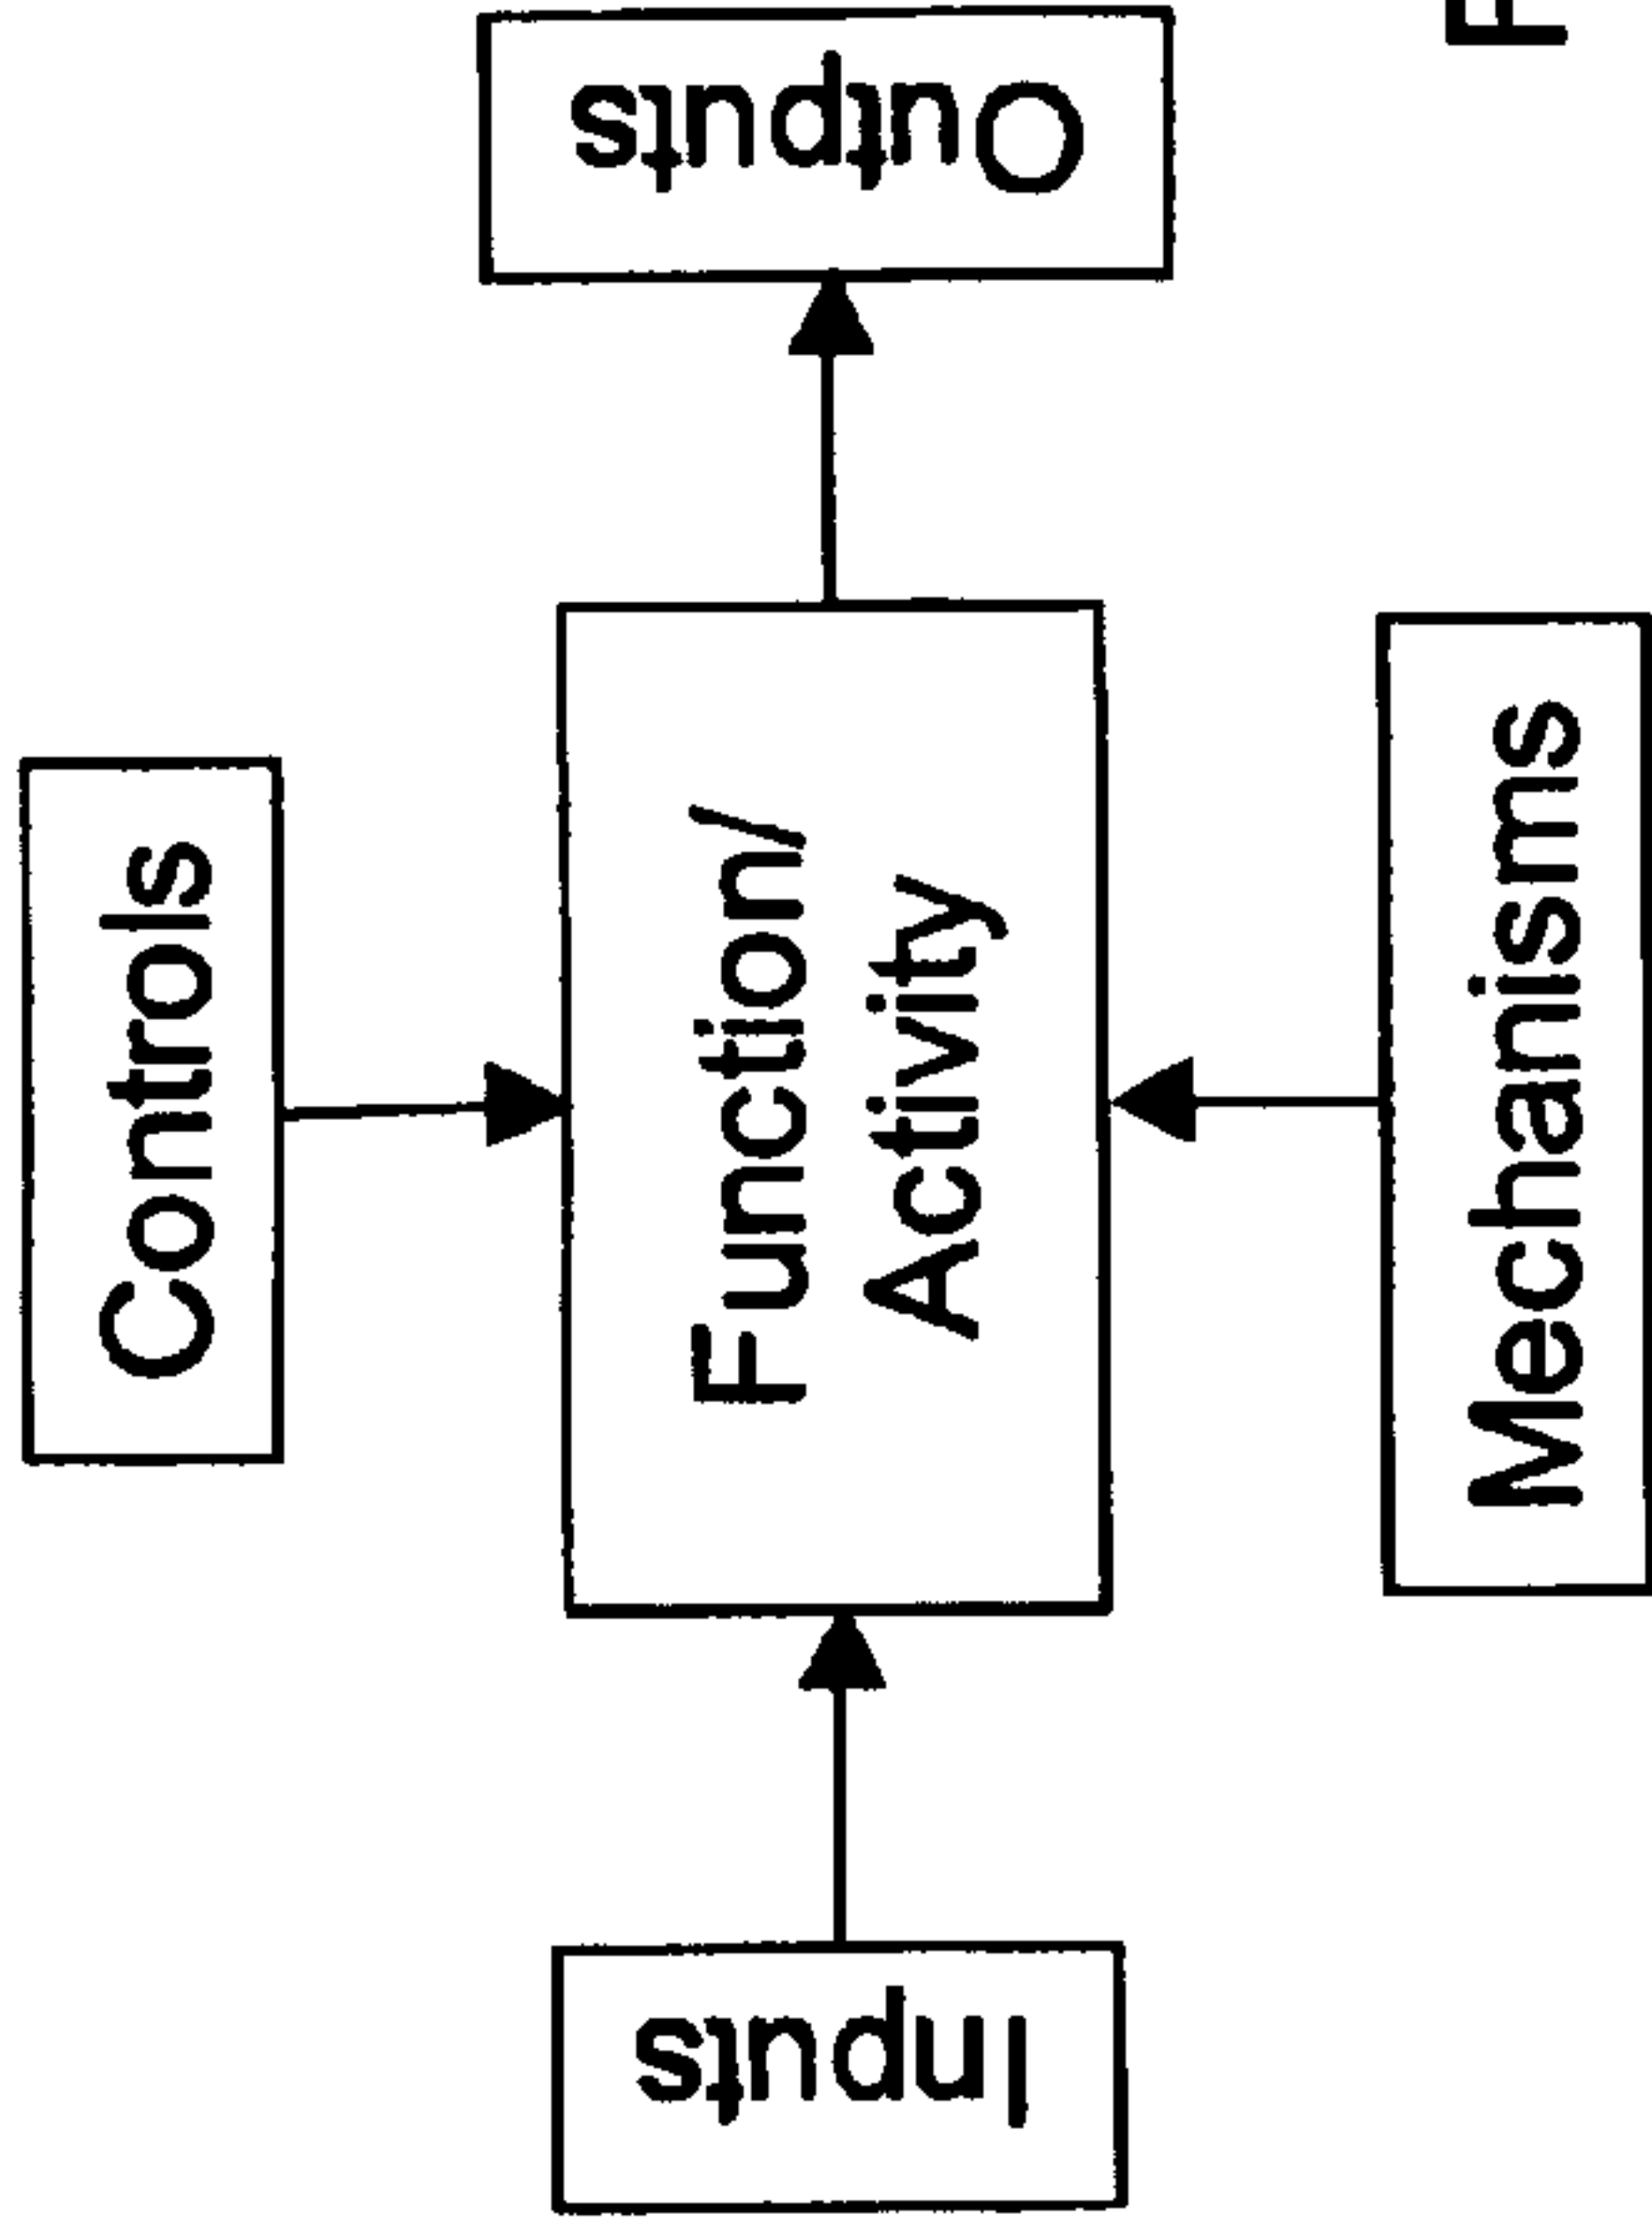 Controls
Inputs
Function/
Activity
Outputs
Mechanisms